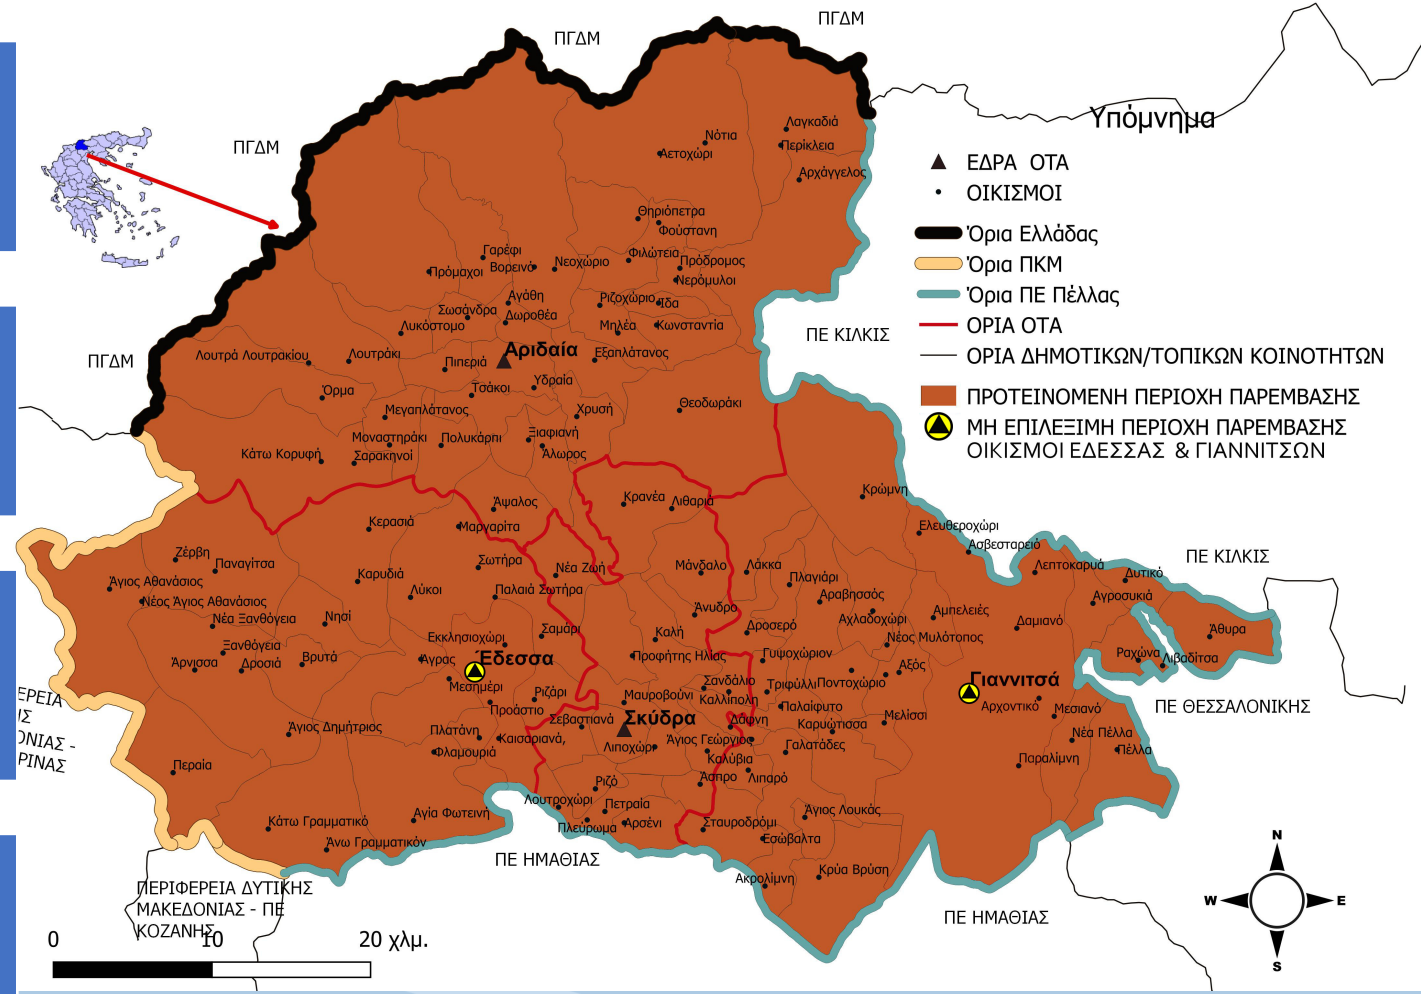 ΠΓΔΜ
ΠΓΔΜ
ΠΓΔΜ
ΠΓΔΜ
Υπόμνημα
ΕΔΡΑ ΟΤΑ
ΟΙΚΙΣΜΟΙ
Όρια Ελλάδας
Όρια ΠΚΜ
Όρια ΠΕ Πέλλας
ΟΡΙΑ ΟΤΑ
ΟΡΙΑ ΔΗΜΟΤΙΚΩΝ/ΤΟΠΙΚΩΝ ΚΟΙΝΟΤΗΤΩΝ
ΠΡΟΤΕΙΝΟΜΕΝΗ ΠΕΡΙΟΧΗ ΠΑΡΕΜΒΑΣΗΣ
ΜΗ ΕΠΙΛΕΞΙΜΗ ΠΕΡΙΟΧΗ ΠΑΡΕΜΒΑΣΗΣ
ΟΙΚΙΣΜΟΙ ΕΔΕΣΣΑΣ & ΓΙΑΝΝΙΤΣΩΝ
Λαγκαδιά
Νότια
Περίκλεια
Αετοχώρι
Αρχάγγελος
Θηριόπετρα
Φούστανη
Γαρέφι
Φιλώτεια
Πρόδρομος
Πρόμαχοι
Βορεινό
Νεοχώριο
Νερόμυλοι
Αγάθη
Ριζοχώριο
Ίδα
Σωσάνδρα
Δωροθέα
Λυκόστομο
Μηλέα
Κωνσταντία
Λουτρά Λουτρακίου
Λουτράκι
Αριδαία
Εξαπλάτανος
Πιπεριά
Όρμα
Τσάκοι
Υδραία
Μεγαπλάτανος
Χρυσή
Θεοδωράκι
Μοναστηράκι
Πολυκάρπι
Ξιαφιανή
Κάτω Κορυφή
Σαρακηνοί
Άλωρος
ΠΕ ΚΙΛΚΙΣ
Άψαλος
Κρανέα
Λιθαριά
Κρώμνη
Κερασιά
Μαργαρίτα
Ελευθεροχώρι
Ασβεσταρειό
ΠΕ ΚΙΛΚΙΣ
Ζέρβη
Παναγίτσα
Σωτήρα
Νέα Ζωή
Μάνδαλο
Λάκκα
Λεπτοκαρυά
Δυτικό
Άγιος Αθανάσιος
Καρυδιά
Πλαγιάρι
Νέος Άγιος Αθανάσιος
Λύκοι
Παλαιά Σωτήρα
Αραβησσός
Αγροσυκιά
Νέα Ξανθόγεια
Νησί
Άνυδρο
Αχλαδοχώρι
Αμπελειές
Δαμιανό
Εκκλησιοχώρι
Σαμάρι
Καλή
Δροσερό
Νέος Μυλότοπος
Άθυρα
Ξανθόγεια
Άρνισσα
Δροσιά
Βρυτά
Άγρας
Έδεσσα
Προφήτης Ηλίας
Γυψοχώριον
Αξός
Ραχώνα
Λιβαδίτσα
Μεσημέρι
Ριζάρι
Σανδάλιο
Τριφύλλι
Ποντοχώριο
Γιαννιτσά
Μαυροβούνι
Καλλίπολη
Παλαίφυτο
Αρχοντικό
Μεσιανό
ΠΕ ΘΕΣΣΑΛΟΝΙΚΗΣ
Προάστιο
Σεβαστιανά
Σκύδρα
Δάφνη
Καρυώτισσα
Μελίσσι
Άγιος Δημήτριος
Πλατάνη
Καισαριανά,
Λιποχώρι
Άγιος Γεώργιος
Γαλατάδες
Νέα Πέλλα
Πέλλα
Φλαμουριά
Καλύβια
Παραλίμνη
Περαία
Ριζό
Άσπρο
Λιπαρό
Λουτροχώρι
Πετραία
Άγιος Λουκάς
Κάτω Γραμματικό
Αγία Φωτεινή
Πλεύρωμα
Αρσένι
Σταυροδρόμι
Εσώβαλτα
Άνω Γραμματικόν
ΠΕ ΗΜΑΘΙΑΣ
Ακρολίμνη
Κρύα Βρύση
ΠΕ ΗΜΑΘΙΑΣ
ΕΡΕΙΑ
ΟΝΙΑΣ -
ΡΙΝΑΣ
ΠΕΡΙΦΕΡΕΙΑ ΔΥΤΙΚΗΣ
ΜΑΚΕΔΟΝΙΑΣ - ΠΕ
ΚΟΖΑΝΗΣ
0 10 20 χλμ.
N
W E
S